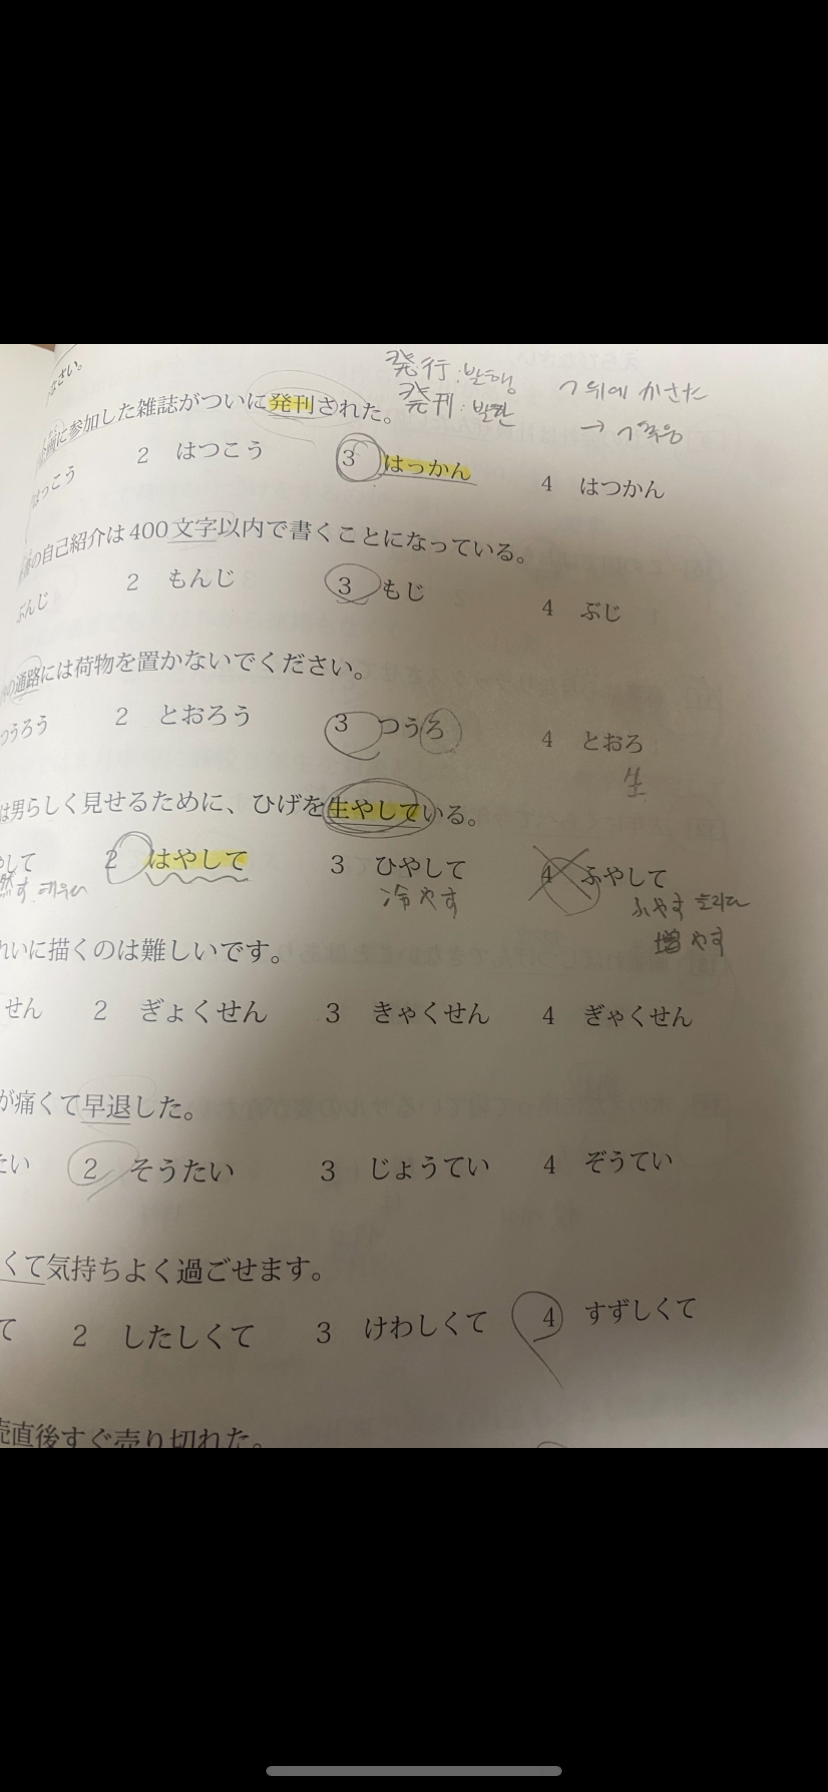 なさい。
発行:발행
発刊:발간
に参加した雑誌がついに発刊された。
はっこう 2 はつこう 3 はっかん 4 はつかん
の自己紹介は400文字以内で書くことになっている。
ぶんじ 2 もんじ 3 もじ 4 ぶじ
の通路には荷物を置かないでください。
つうろう 2 とおろう 3 つうろ 4 とおろ
生
は男らしく見せるために、ひげを生やしている。
やして 2 はやして 3 ひやして 4 ふやして
冷やす
ふやす 늘리다
増やす
れいに描くのは難しいです。
せん 2 ぎょくせん 3 きゃくせん 4 ぎゃくせん
が痛くて早退した。
たい 2 そうたい 3 じょうてい 4 ぞうてい
くて気持ちよく過ごせます。
て 2 したしくて 3 けわしくて 4 すずしくて
売直後すぐ売り切れた。